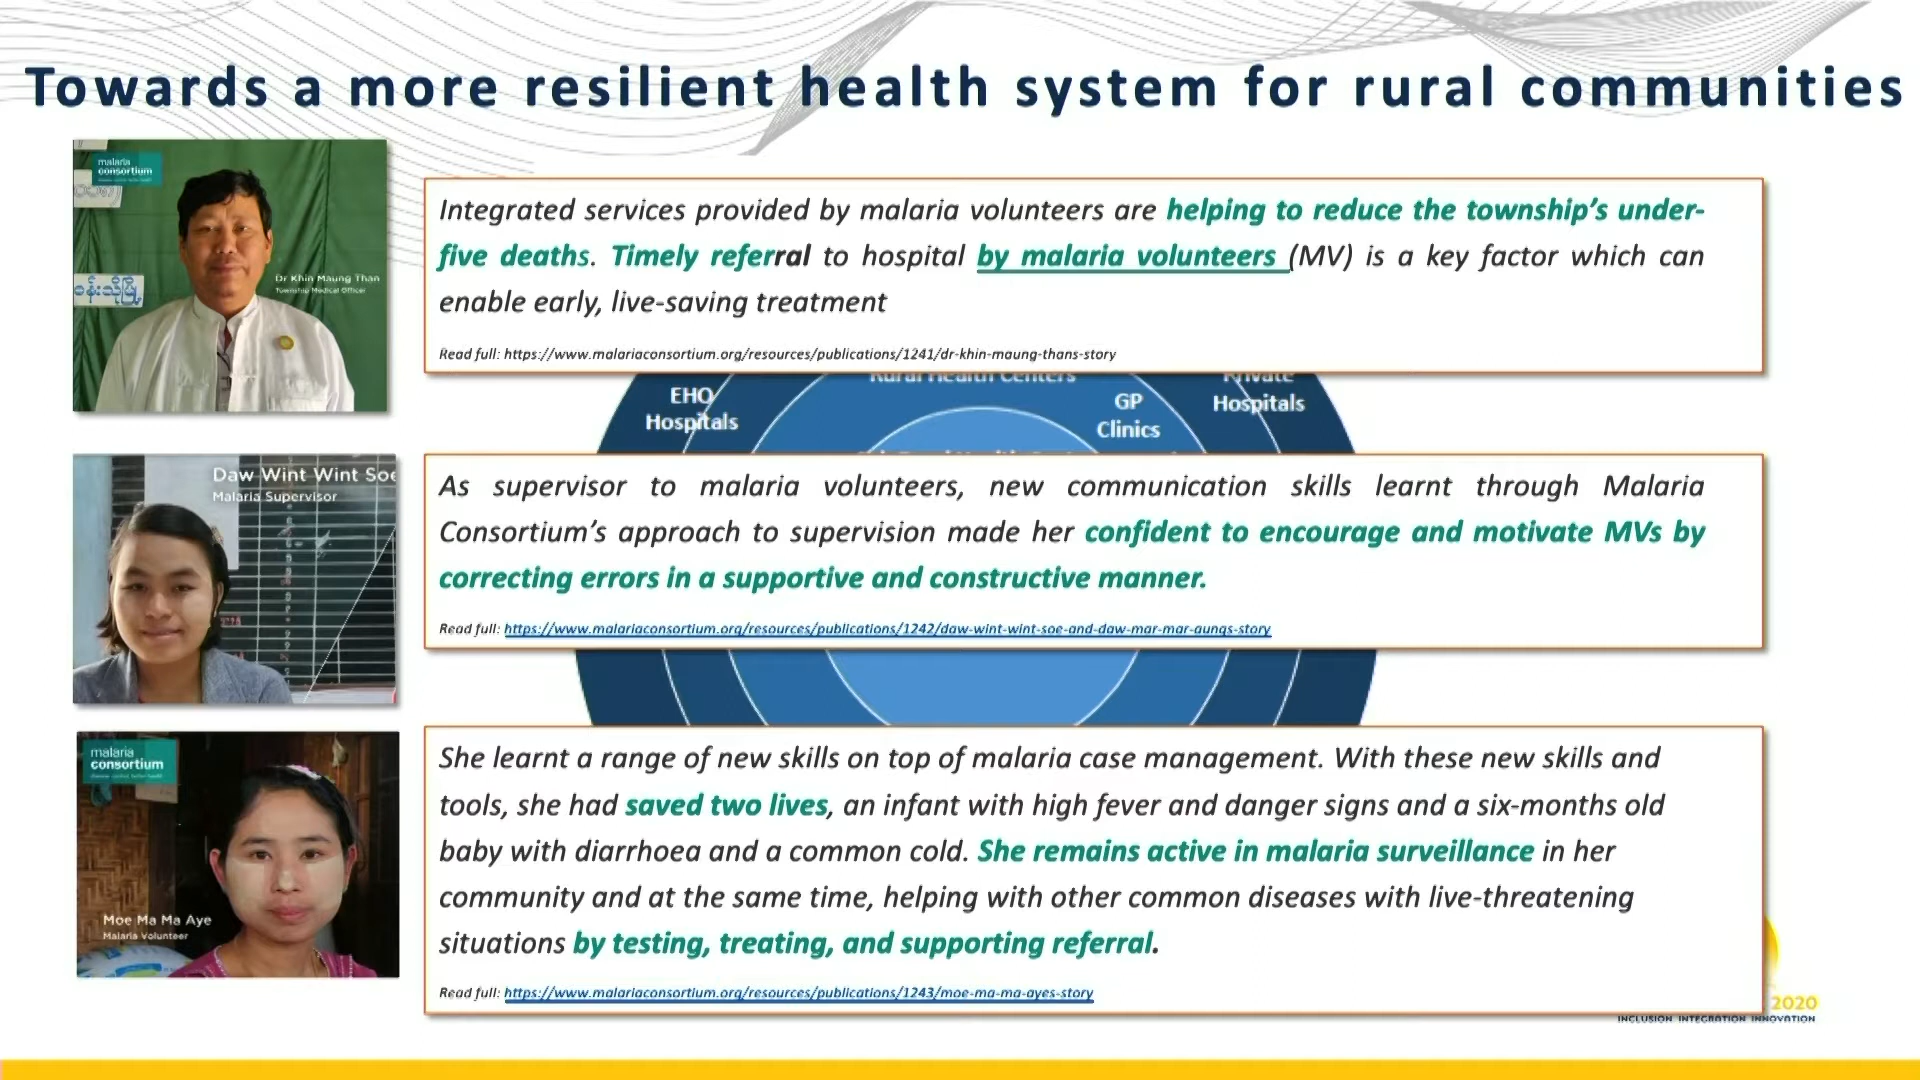 Towards a more resilient health system for rural communities
malaria
consortium
Dr Khin Maung Than
Township Medical Officer
Integrated services provided by malaria volunteers are helping to reduce the township's under-
five deaths. Timely referral to hospital by malaria volunteers (MV) is a key factor which can
enable early, live-saving treatment
Read full: https://www.malariaconsortium.org/resources/publications/1241/dr-khin-maung-thans-story
EHO
Hospitals
Rural Health Centers
GP
Clinics
Private
Hospitals
Daw Wint Wint Soe
Malaria Supervisor
As supervisor to malaria volunteers, new communication skills learnt through Malaria
Consortium's approach to supervision made her confident to encourage and motivate MVs by
correcting errors in a supportive and constructive manner.
Read full: https://www.malariaconsortium.org/resources/publications/1242/daw-wint-wint-soe-and-daw-mar-mar-aungs-story
malaria
consortium
Moe Ma Ma Aye
Malaria Volunteer
She learnt a range of new skills on top of malaria case management. With these new skills and
tools, she had saved two lives, an infant with high fever and danger signs and a six-months old
baby with diarrhoea and a common cold. She remains active in malaria surveillance in her
community and at the same time, helping with other common diseases with live-threatening
situations by testing, treating, and supporting referral.
Read full: https://www.malariaconsortium.org/resources/publications/1243/moe-ma-ma-ayes-story
2020
INCLUSION INTEGRATION INNOVATION